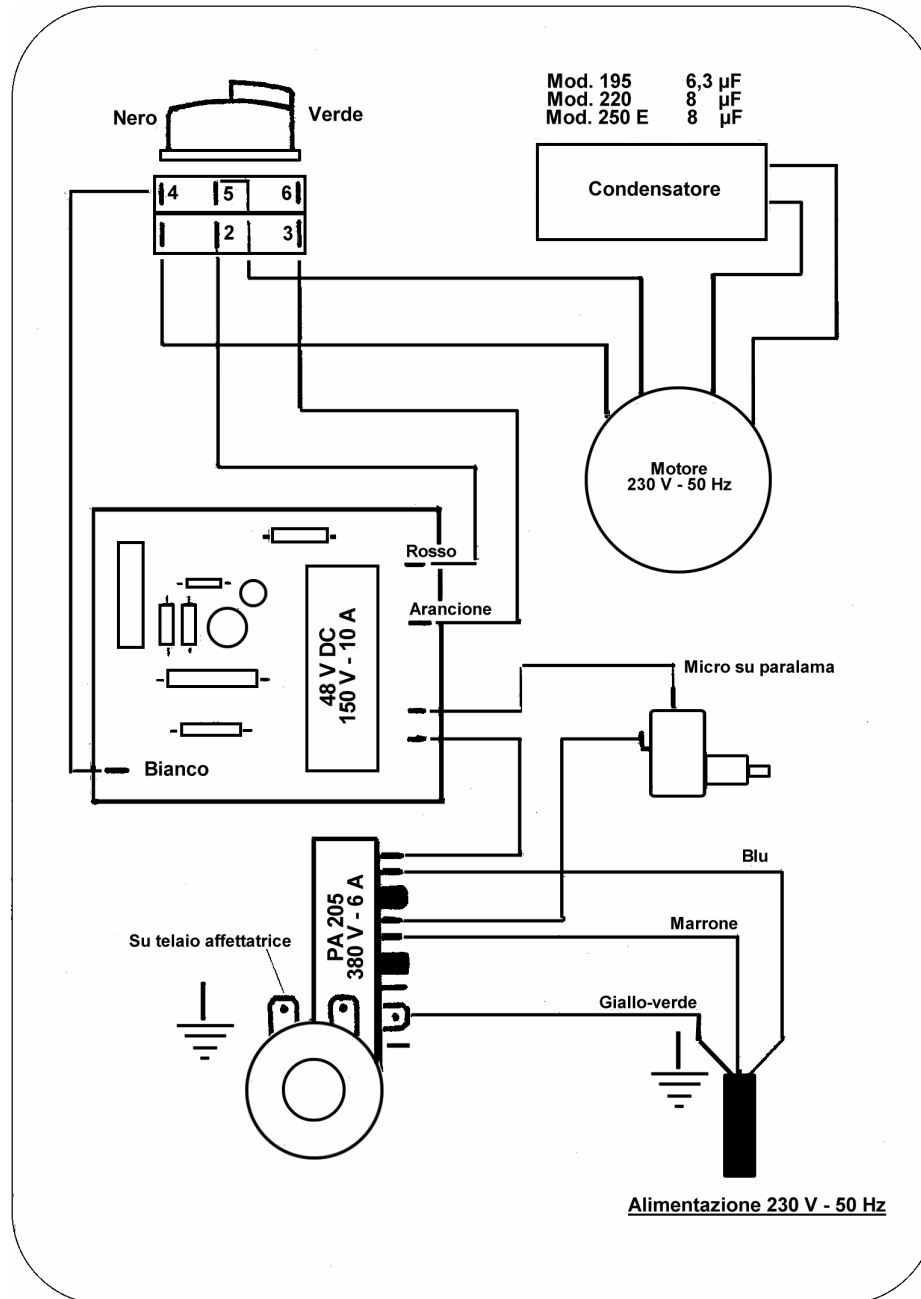 Mod. 195 6,3 µF
Mod. 220 8 µF
Mod. 250 E 8 µF
Nero
Verde
4 5 6
2 3
Condensatore
Motore
230 V - 50 Hz
Rosso
Arancione
48 V DC
150 V - 10 A
Bianco
Micro su paralama
Blu
PA 205
380 V - 6 A
Marrone
Su telaio affettatrice
Giallo-verde
Alimentazione 230 V - 50 Hz